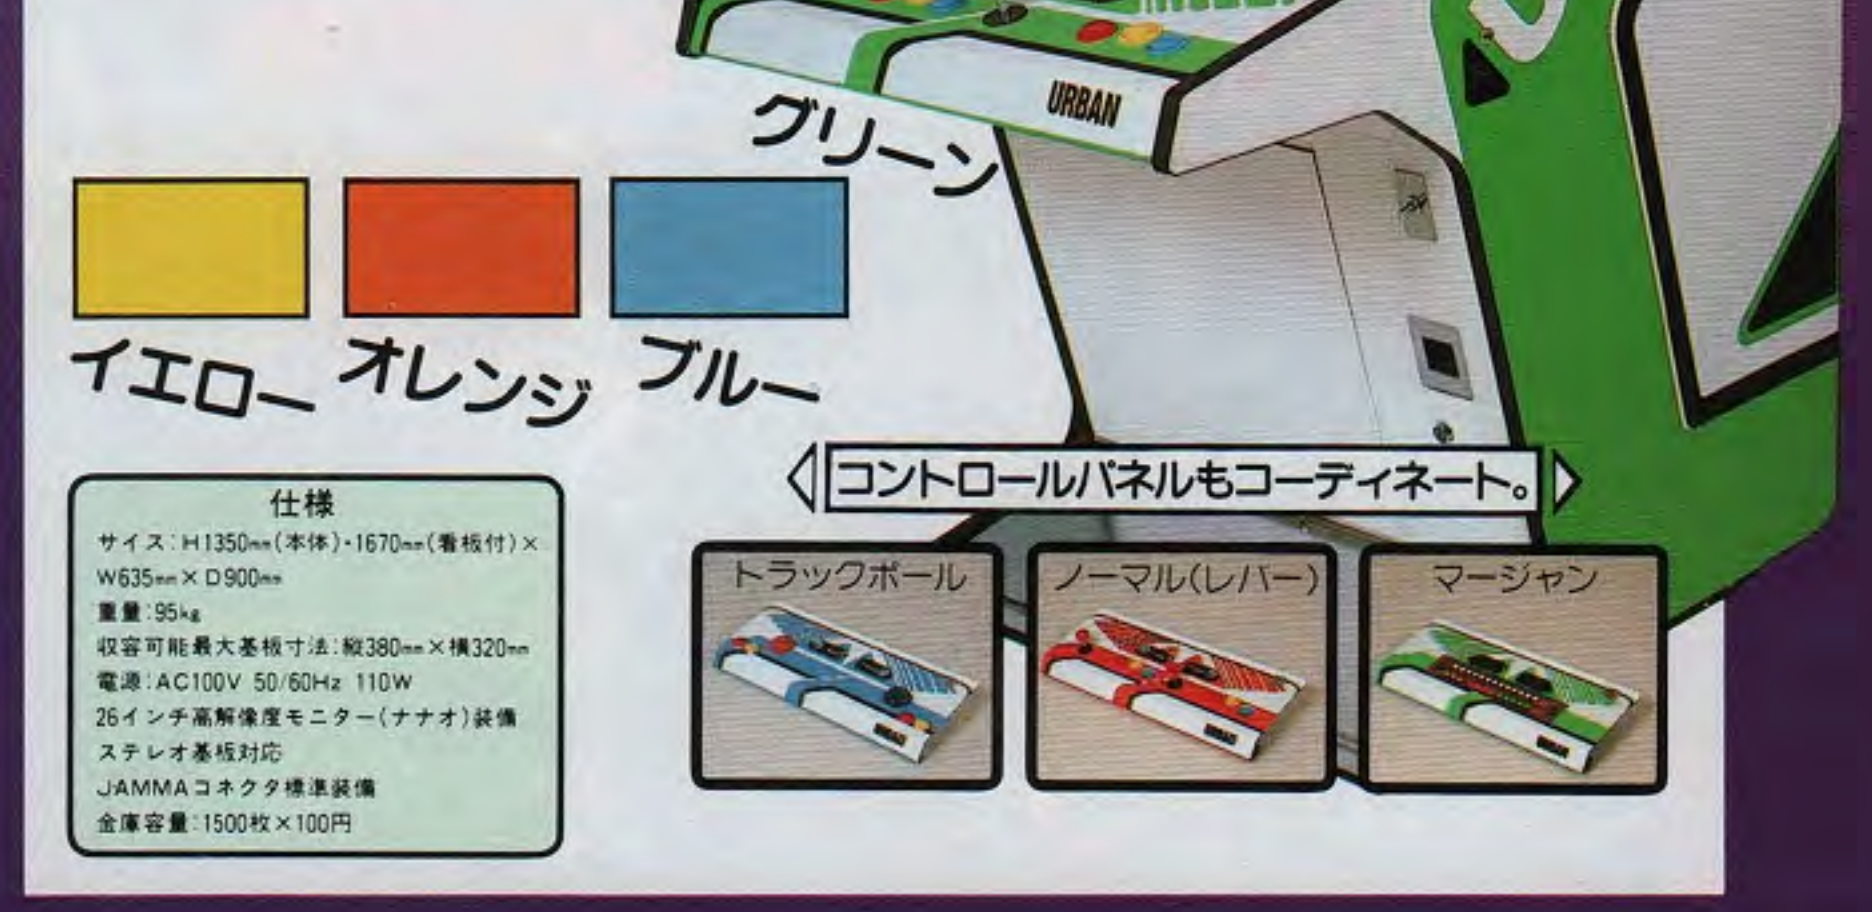 URBAN
グリーン
イエロー
オレンジ
ブルー
仕様
サイズ:H1350mm(本体)・1670mm(看板付)×
W635mm×D900mm
重量:95kg
収容可能最大基板寸法:縦380mm×横320mm
電源:AC100V 50/60Hz 110W
26インチ高解像度モニター(ナナオ)装備
ステレオ基板対応
JAMMAコネクタ標準装備
金庫容量:1500枚×100円
コントロールパネルもコーディネート。
トラックボール
ノーマル(レバー)
マージャン
URBAN
URBAN
URBAN